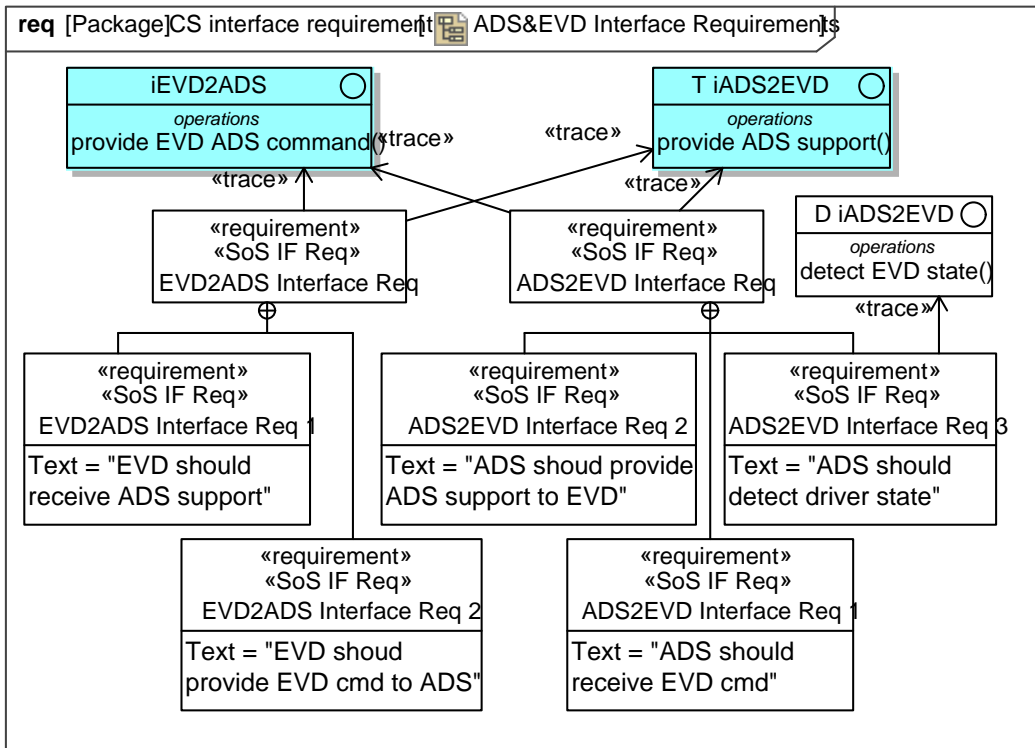 req [Package] CS interface requirement [ ADS&EVD Interface Requirements ]
iEVD2ADS
operations
provide EVD ADS command()
T iADS2EVD
operations
provide ADS support()
«trace»
«trace»
«trace»
«trace»
D iADS2EVD
operations
detect EVD state()
«trace»
«requirement»
«SoS IF Req»
EVD2ADS Interface Req
«requirement»
«SoS IF Req»
ADS2EVD Interface Req
«requirement»
«SoS IF Req»
EVD2ADS Interface Req 1
Text = "EVD should
receive ADS support"
«requirement»
«SoS IF Req»
ADS2EVD Interface Req 2
Text = "ADS shoud provide
ADS support to EVD"
«requirement»
«SoS IF Req»
ADS2EVD Interface Req 3
Text = "ADS should
detect driver state"
«requirement»
«SoS IF Req»
EVD2ADS Interface Req 2
Text = "EVD shoud
provide EVD cmd to ADS"
«requirement»
«SoS IF Req»
ADS2EVD Interface Req 1
Text = "ADS should
receive EVD cmd"